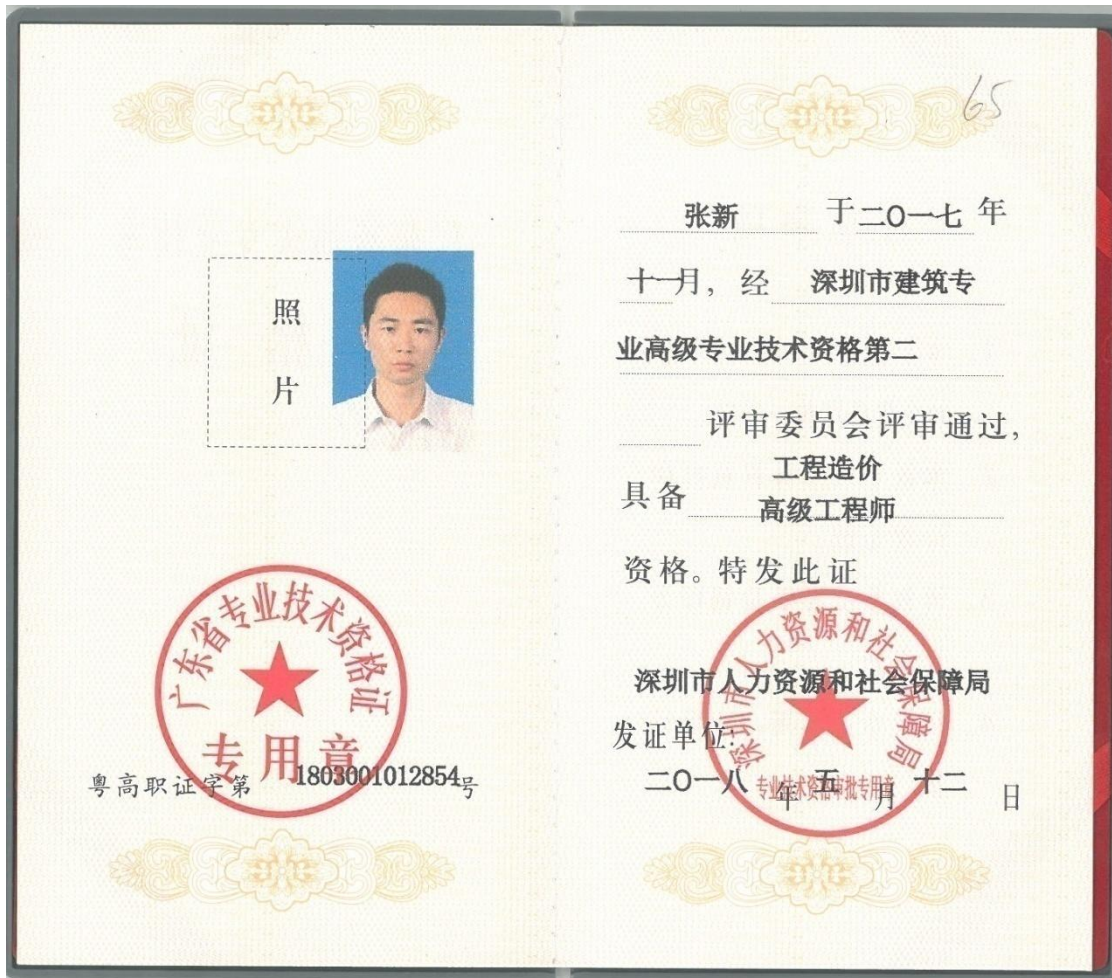 照
片
广东省专业技术资格证
专用章
粤高职证字第 1803001012854号
65
张新 于二O一七年
十一月，经 深圳市建筑专
业高级专业技术资格第二
评审委员会评审通过，
工程造价
具备 高级工程师
资格。特发此证
深圳市人力资源和社会保障局
深圳市人力资源和社会保障局
发证单位：
二O一八年五月十二日
专业技术资格审批专用章